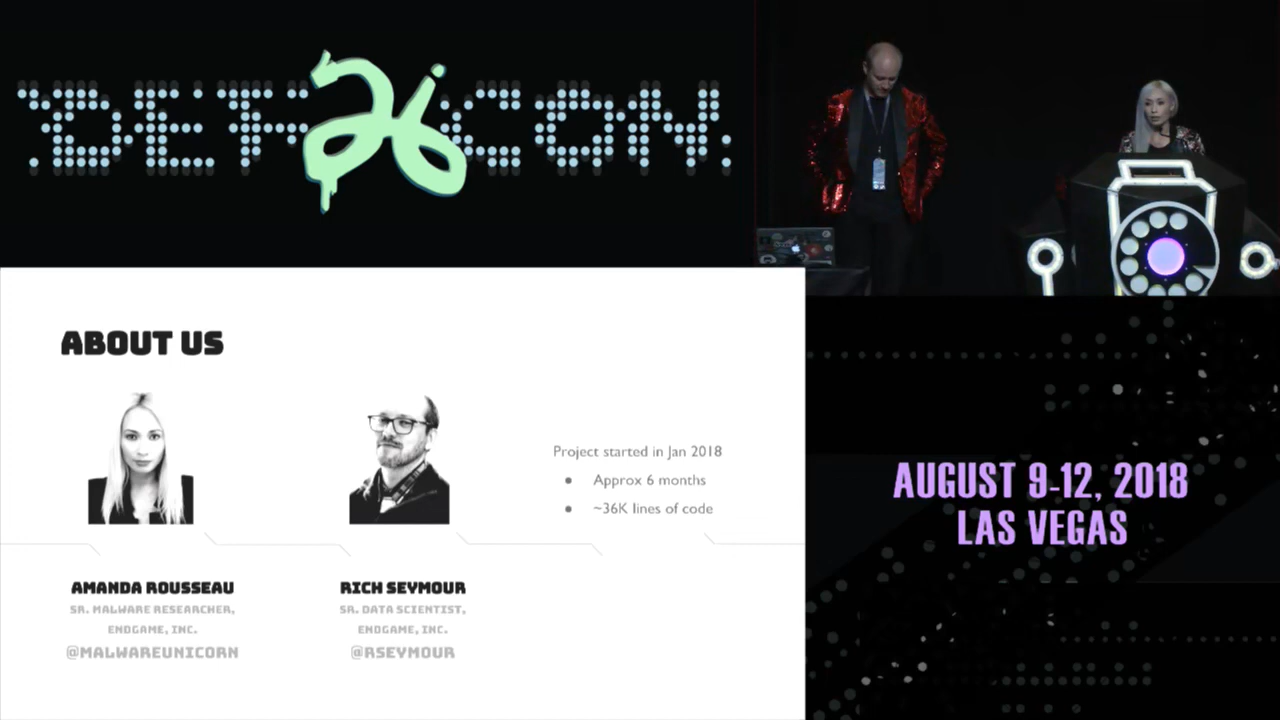 DEF 26 CON
ABOUT US
Project started in Jan 2018
• Approx 6 months
• ~36K lines of code
AMANDA ROUSSEAU
SR. MALWARE RESEARCHER,
ENDGAME, INC.
@MALWAREUNICORN
RICH SEYMOUR
SR. DATA SCIENTIST,
ENDGAME, INC.
@RSEYMOUR
AUGUST 9-12, 2018
LAS VEGAS